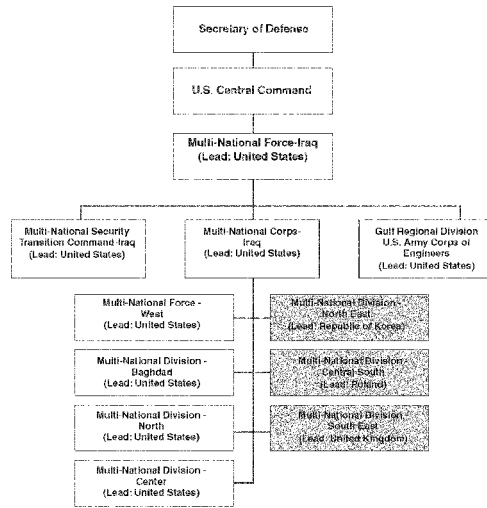 Secretary of Defense
U.S. Central Command
Multi-National Force-Iraq
(Lead: United States)
Multi-National Security
Transition Command-Iraq
(Lead: United States)
Multi-National Corps-
Iraq
(Lead: United States)
Gulf Regional Division
U.S. Army Corps of
Engineers
(Lead: United States)
Multi-National Force -
West
(Lead: United States)
Multi-National Division -
North East
(Lead: Republic of Korea)
Multi-National Division -
Baghdad
(Lead: United States)
Multi-National Division -
Central South
(Lead: Poland)
Multi-National Division -
North
(Lead: United States)
Multi-National Division -
South East
(Lead: United Kingdom)
Multi-National Division -
Center
(Lead: United States)